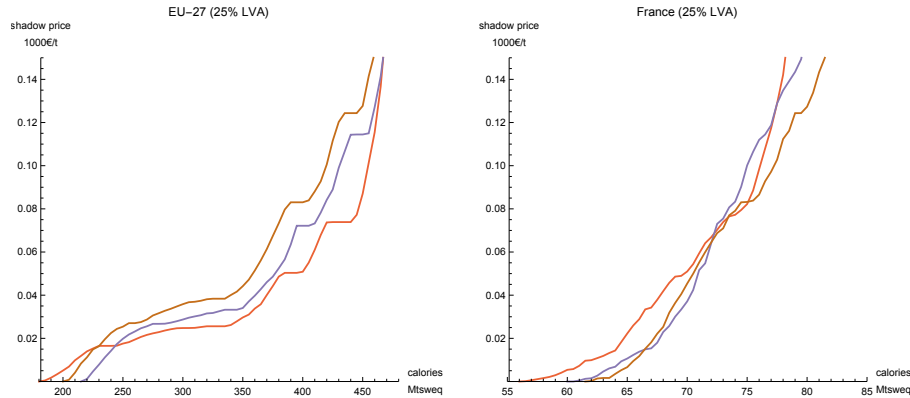 EU−27 (25% LVA)
shadow price
1000€/t
0.14
0.12
0.10
0.08
0.06
0.04
0.02
200 250 300 350 400 450
calories
Mtsweq
France (25% LVA)
shadow price
1000€/t
0.14
0.12
0.10
0.08
0.06
0.04
0.02
55 60 65 70 75 80 85
calories
Mtsweq